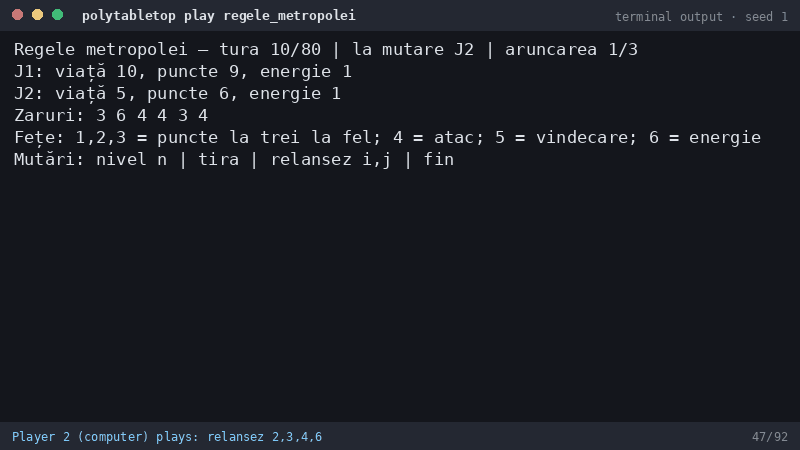 polytabletop play regele_metropolei
terminal output · seed 1
Regele metropolei — tura 10/80 | la mutare J2 | aruncarea 1/3
J1: viață 10, puncte 9, energie 1
J2: viață 5, puncte 6, energie 1
Zaruri: 3 6 4 4 3 4
Fețe: 1,2,3 = puncte la trei la fel; 4 = atac; 5 = vindecare; 6 = energie
Mutări: nivel n | tira | relansez i,j | fin
Player 2 (computer) plays: relansez 2,3,4,6
47/92